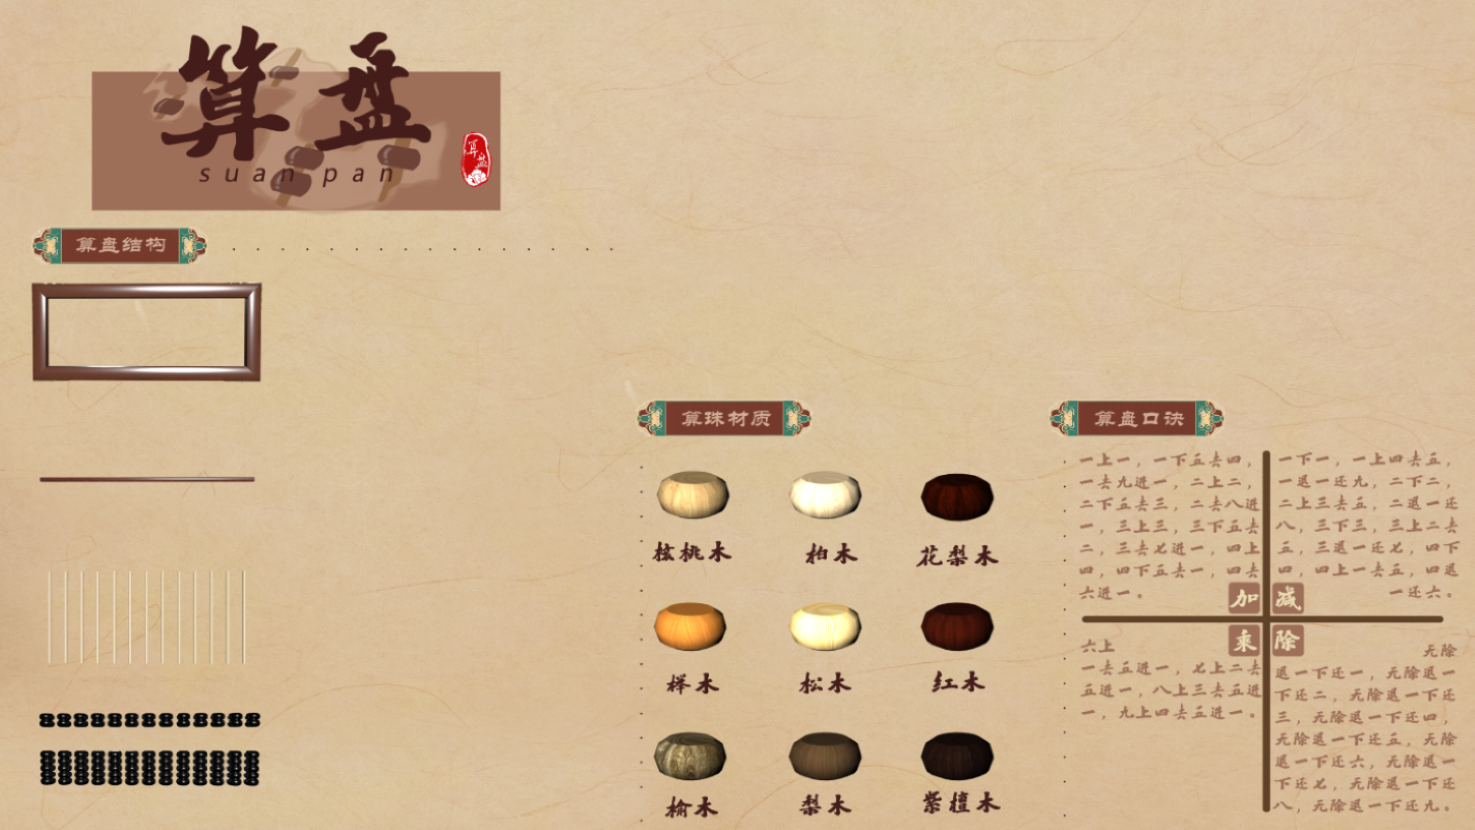 算盘
suan pan
算盘
算盘结构
算珠材质
核桃木
柏木
花梨木
榉木
松木
红木
榆木
梨木
紫檀木
算盘口诀
一上一，一下五去四，
一去九进一，二上二，
二下五去三，二去八进
一，三上三，三下五去
二，三去七进一，四上
四，四下五去一，四去
六进一。
加
一下一，一上四去五，
一退一还九，二下二，
二上三去五，二退一还
八，三下三，三上二去
五，三退一还七，四下
四，四上一去五，四退
一还六。
减
乘
六上
一去五进一，七上二去
五进一，八上三去五进
一，九上四去五进一。
除
无除
退一下还一，无除退一
下还二，无除退一下还
三，无除退一下还四，
无除退一下还五，无除
退一下还六，无除退一
下还七，无除退一下还
八，无除退一下还九。